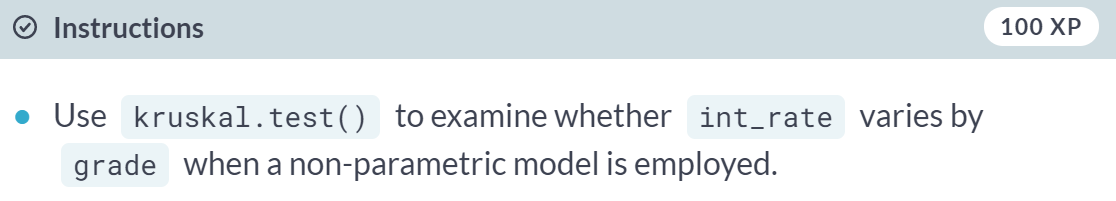 Instructions
100 XP
Use kruskal.test() to examine whether int_rate varies by
grade when a non-parametric model is employed.